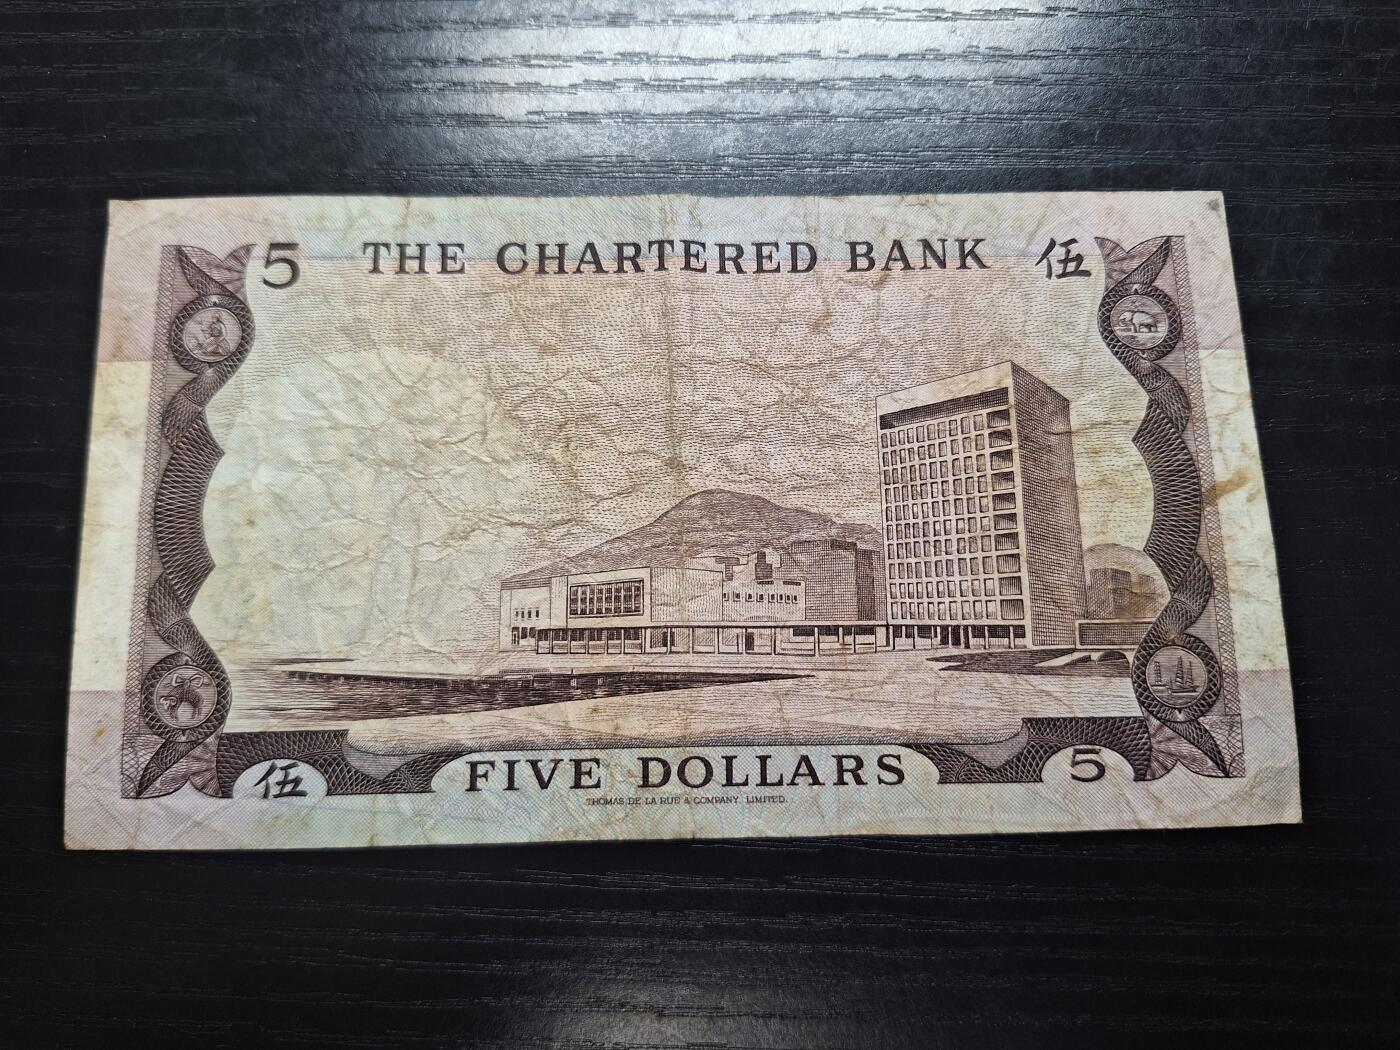 5 THE CHARTERED BANK 伍
伍 FIVE DOLLARS 5
THOMAS DE LA RUE & COMPANY, LIMITED.